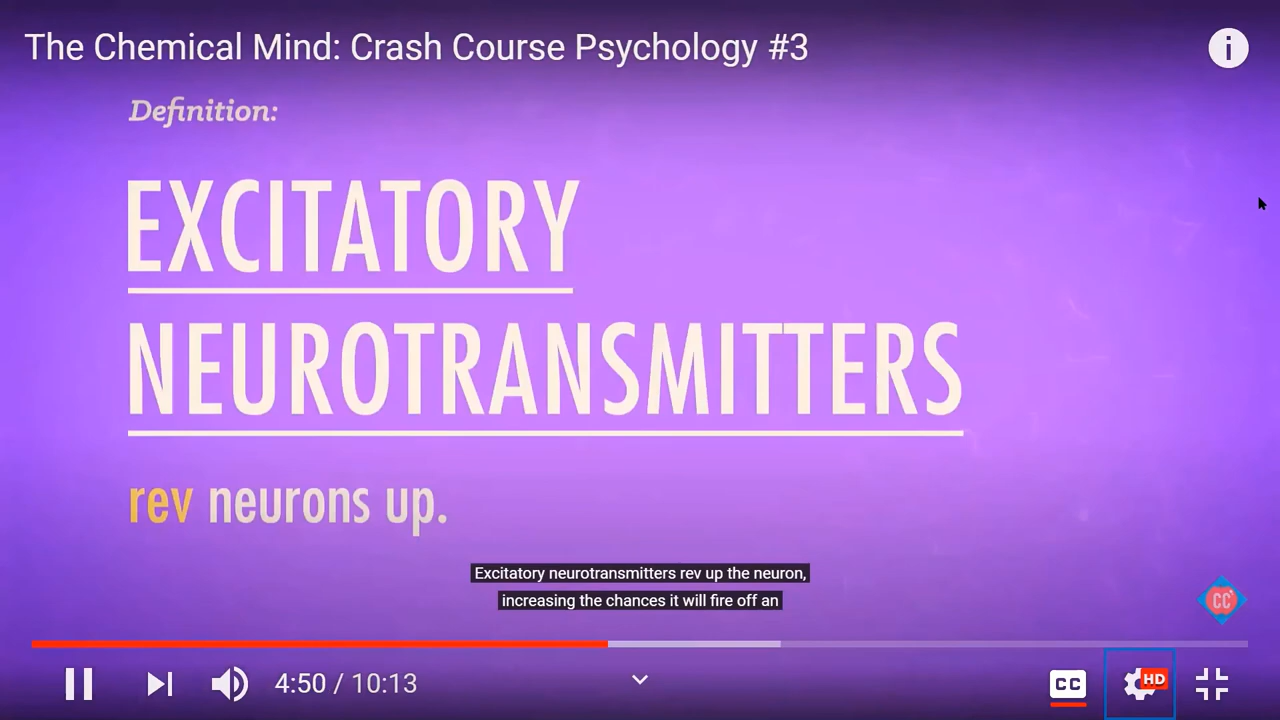 The Chemical Mind: Crash Course Psychology #3
i
Definition:
EXCITATORY
NEUROTRANSMITTERS
rev neurons up.
Excitatory neurotransmitters rev up the neuron,
increasing the chances it will fire off an
CC
4:50 / 10:13
CC
HD